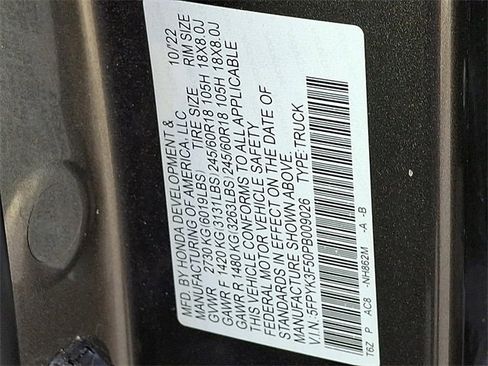 MFD. BY HONDA DEVELOPMENT &
MANUFACTURING OF AMERICA, LLC 10/22
GVWR 2730 KG(6019LBS) TIRE SIZE RIM SIZE
GAWR F 1420 KG(3131LBS) 245/60R18 105H 18X8.0J
GAWR R 1480 KG(3263LBS) 245/60R18 105H 18X8.0J
THIS VEHICLE CONFORMS TO ALL APPLICABLE
FEDERAL MOTOR VEHICLE SAFETY
STANDARDS IN EFFECT ON THE DATE OF
MANUFACTURE SHOWN ABOVE.
V.I.N. 5FPYK3F50PB009026 TYPE:TRUCK
T6Z P AC8 -NH862M -A -B